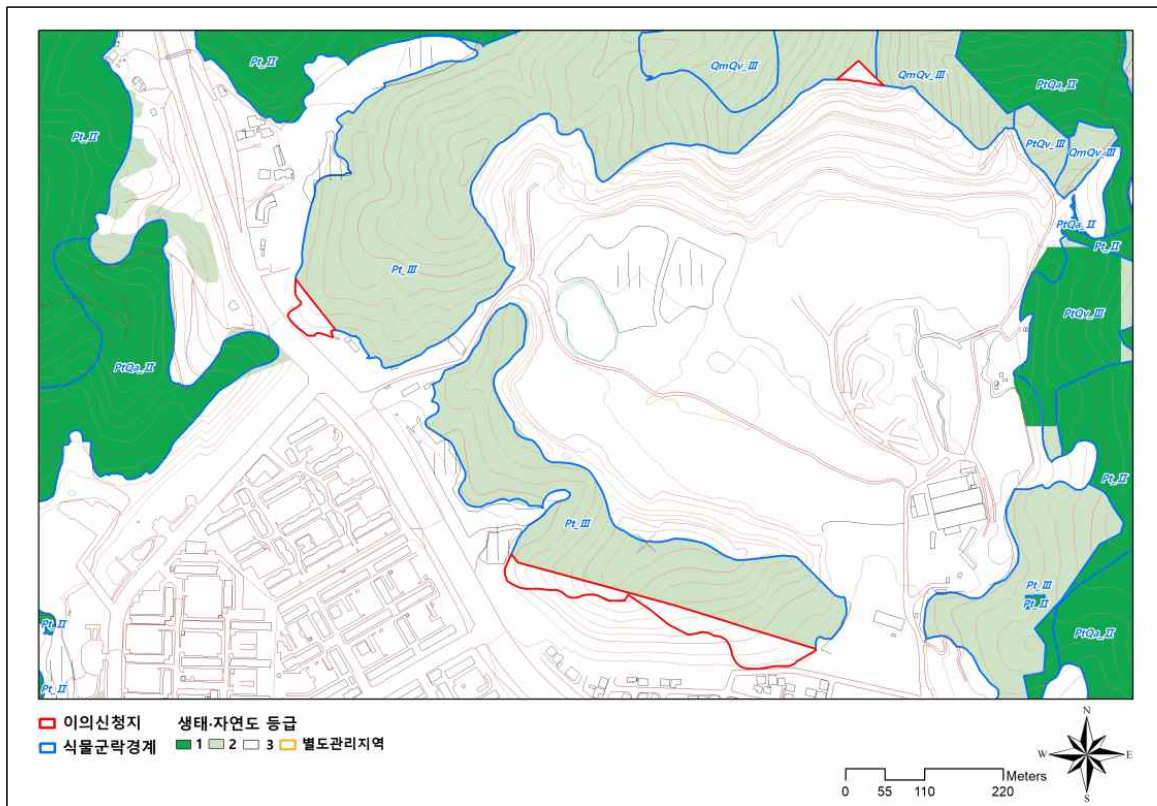 Pt_II
QmQv_III
QmQv_III
PtQa_II
Pt_II
PtQv_III
QmQv_III
PtQa_II
Pt_II
Pt_III
PtQv_III
PtQa_II
Pt_II
Pt_III
Pt_III
Pt_II
Pt_II
PtQa_II
Pt_II
이의신청지
생태·자연도 등급
식물군락경계
1 2 3 별도관리지역
N
W E
S
Meters
0 55 110 220